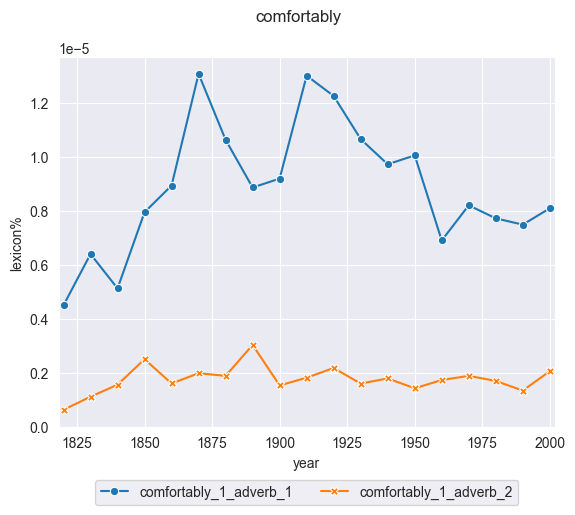 comfortably
1e−5
1.2
1.0
0.8
0.6
0.4
0.2
0.0
lexicon%
1825 1850 1875 1900 1925 1950 1975 2000
year
comfortably_1_adverb_1 comfortably_1_adverb_2